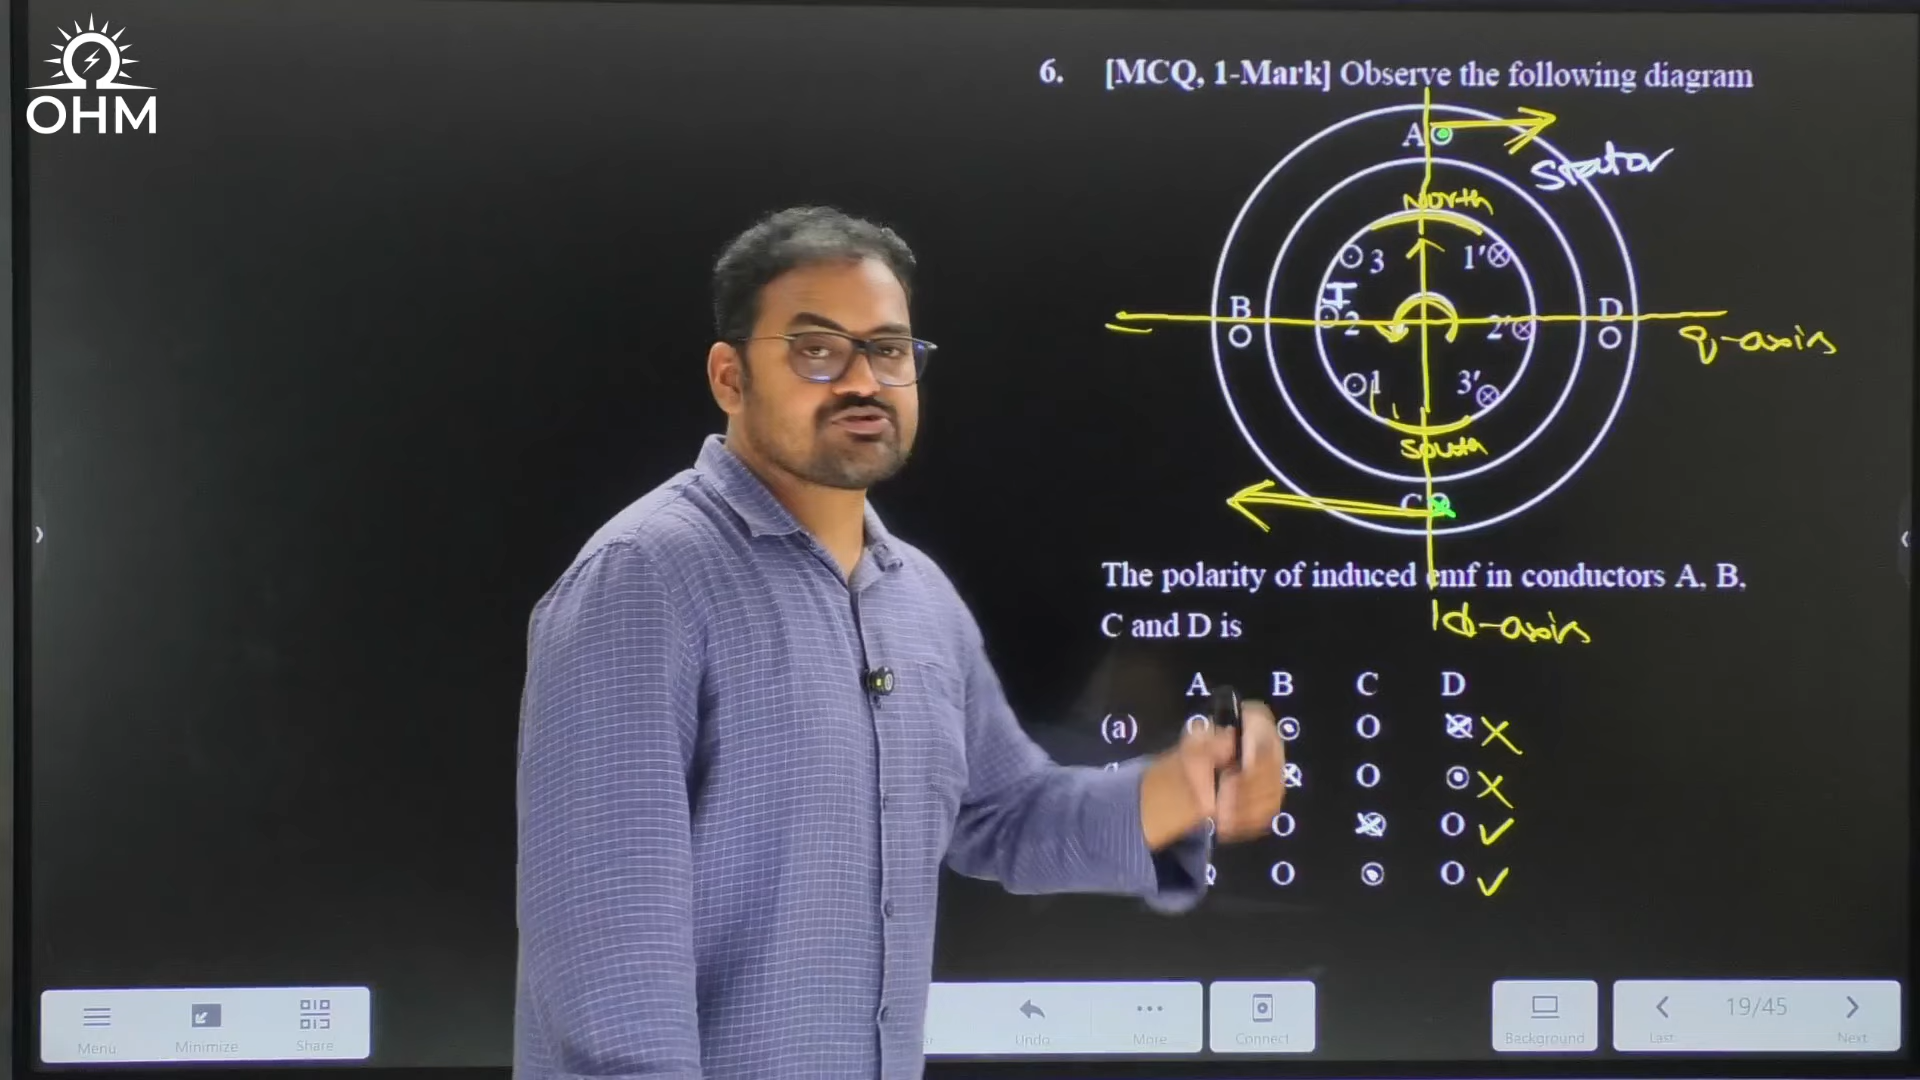 OHM
6. [MCQ, 1-Mark] Observe the following diagram
A
Stator
North
3 1′
I
B 2 2′ D
q-axis
1 3′
South
C
The polarity of induced emf in conductors A, B,
C and D is
d-axis
A B C D
(a) O ⊙ O ⊗ ×
⊗ O ⊙ ×
O ⊗ O ✓
O ⊙ O ✓
Menu Minimize Share Undo More Connect Background Last 19/45 Next